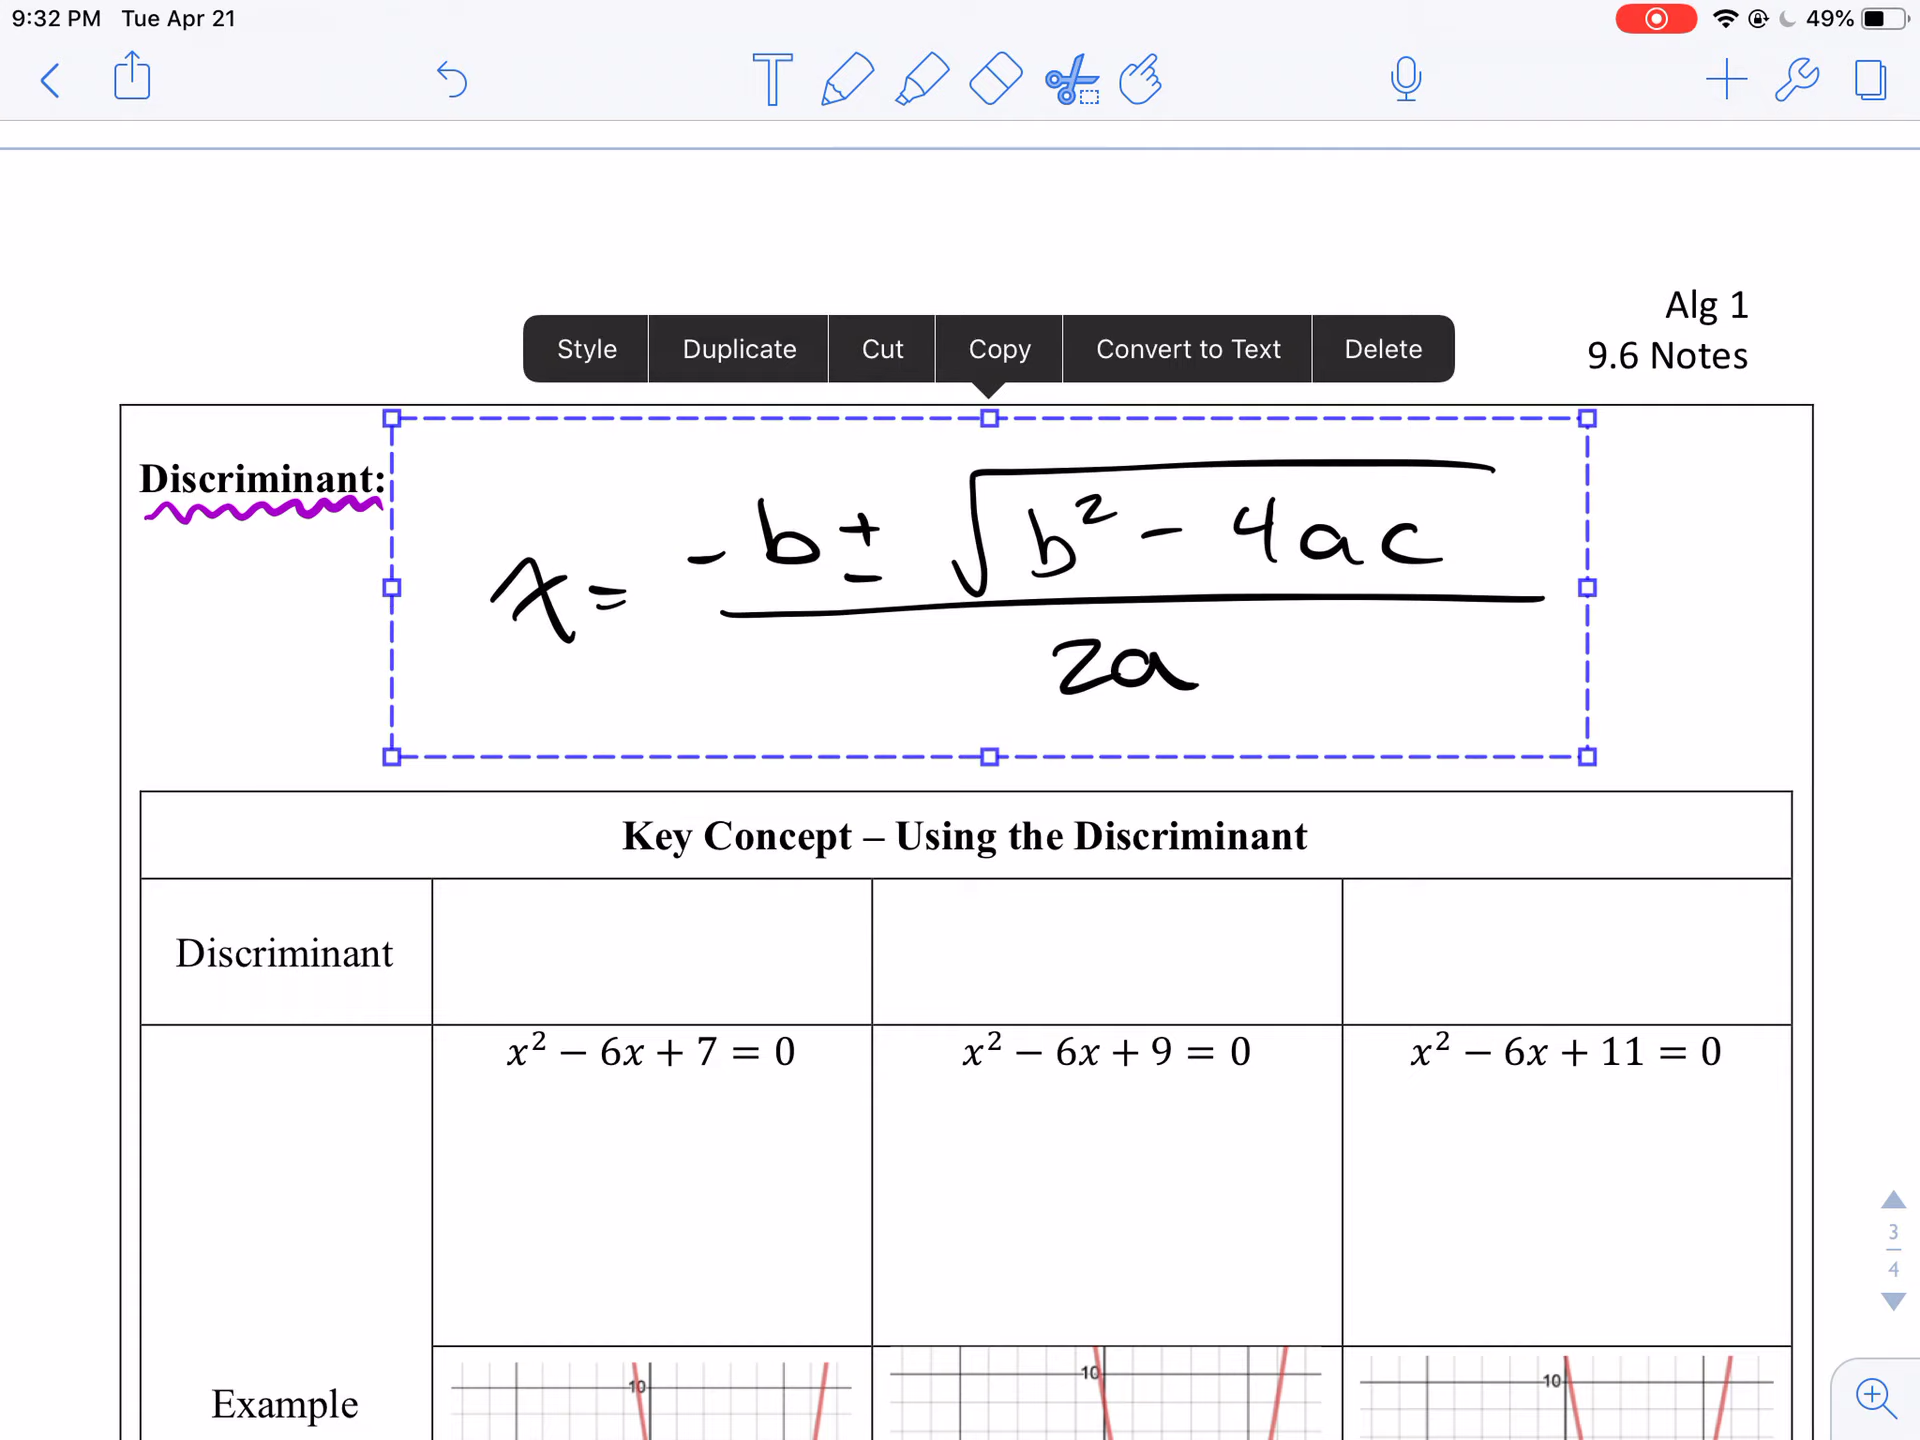 9:32 PM Tue Apr 21 49%
T
Alg 1
9.6 Notes
Style Duplicate Cut Copy Convert to Text Delete
Discriminant:
x = -b ± √(b² - 4ac)
2a
Key Concept – Using the Discriminant
Discriminant
x² − 6x + 7 = 0 x² − 6x + 9 = 0 x² − 6x + 11 = 0
3
4
Example
10 10 10